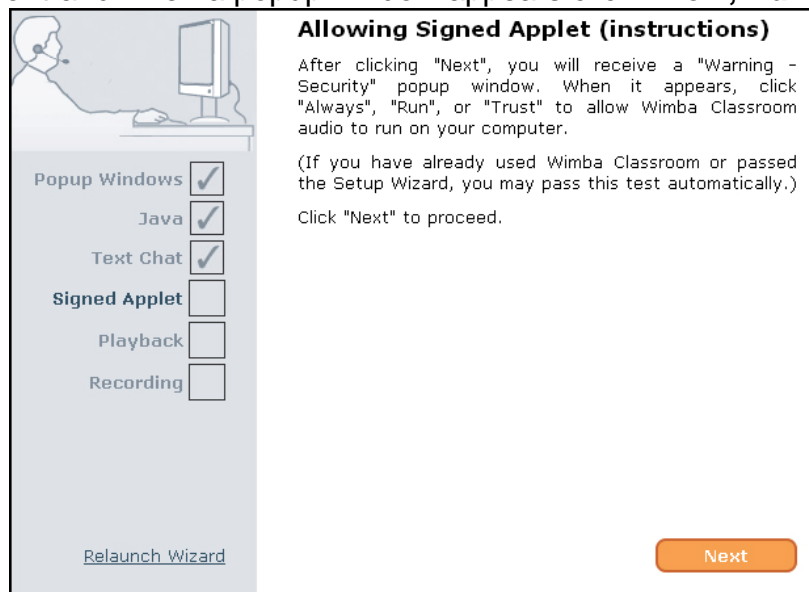 Allowing Signed Applet (instructions)
After clicking "Next", you will receive a "Warning -
Security" popup window. When it appears, click
"Always", "Run", or "Trust" to allow Wimba Classroom
audio to run on your computer.
(If you have already used Wimba Classroom or passed
the Setup Wizard, you may pass this test automatically.)
Click "Next" to proceed.
Popup Windows
Java
Text Chat
Signed Applet
Playback
Recording
Relaunch Wizard
Next